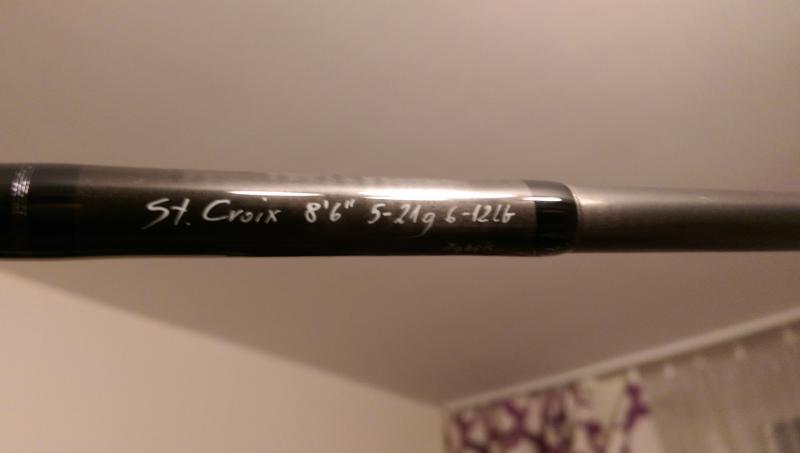 St. Croix 8'6" 5-21g 6-12lb